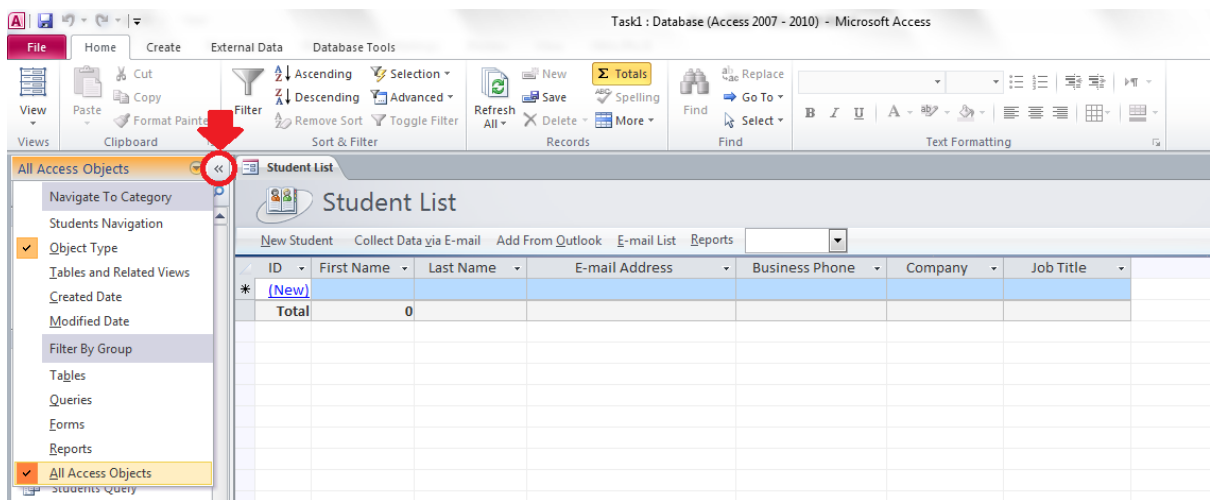 Task1 : Database (Access 2007 - 2010) - Microsoft Access
File Home Create External Data Database Tools
Cut
Copy
Format Painte
View
Paste
Views
Clipboard
Filter
Ascending
Descending
Remove Sort
Selection
Advanced
Toggle Filter
Sort & Filter
Refresh
All
New
Save
Delete
Σ Totals
Spelling
More
Records
Find
Replace
Go To
Select
Find
B I U A
Text Formatting
All Access Objects «
Navigate To Category
Students Navigation
Object Type
Tables and Related Views
Created Date
Modified Date
Filter By Group
Tables
Queries
Forms
Reports
All Access Objects
Students Query
Student List
Student List
New Student Collect Data via E-mail Add From Outlook E-mail List Reports
ID First Name Last Name E-mail Address Business Phone Company Job Title
* (New)
Total 0